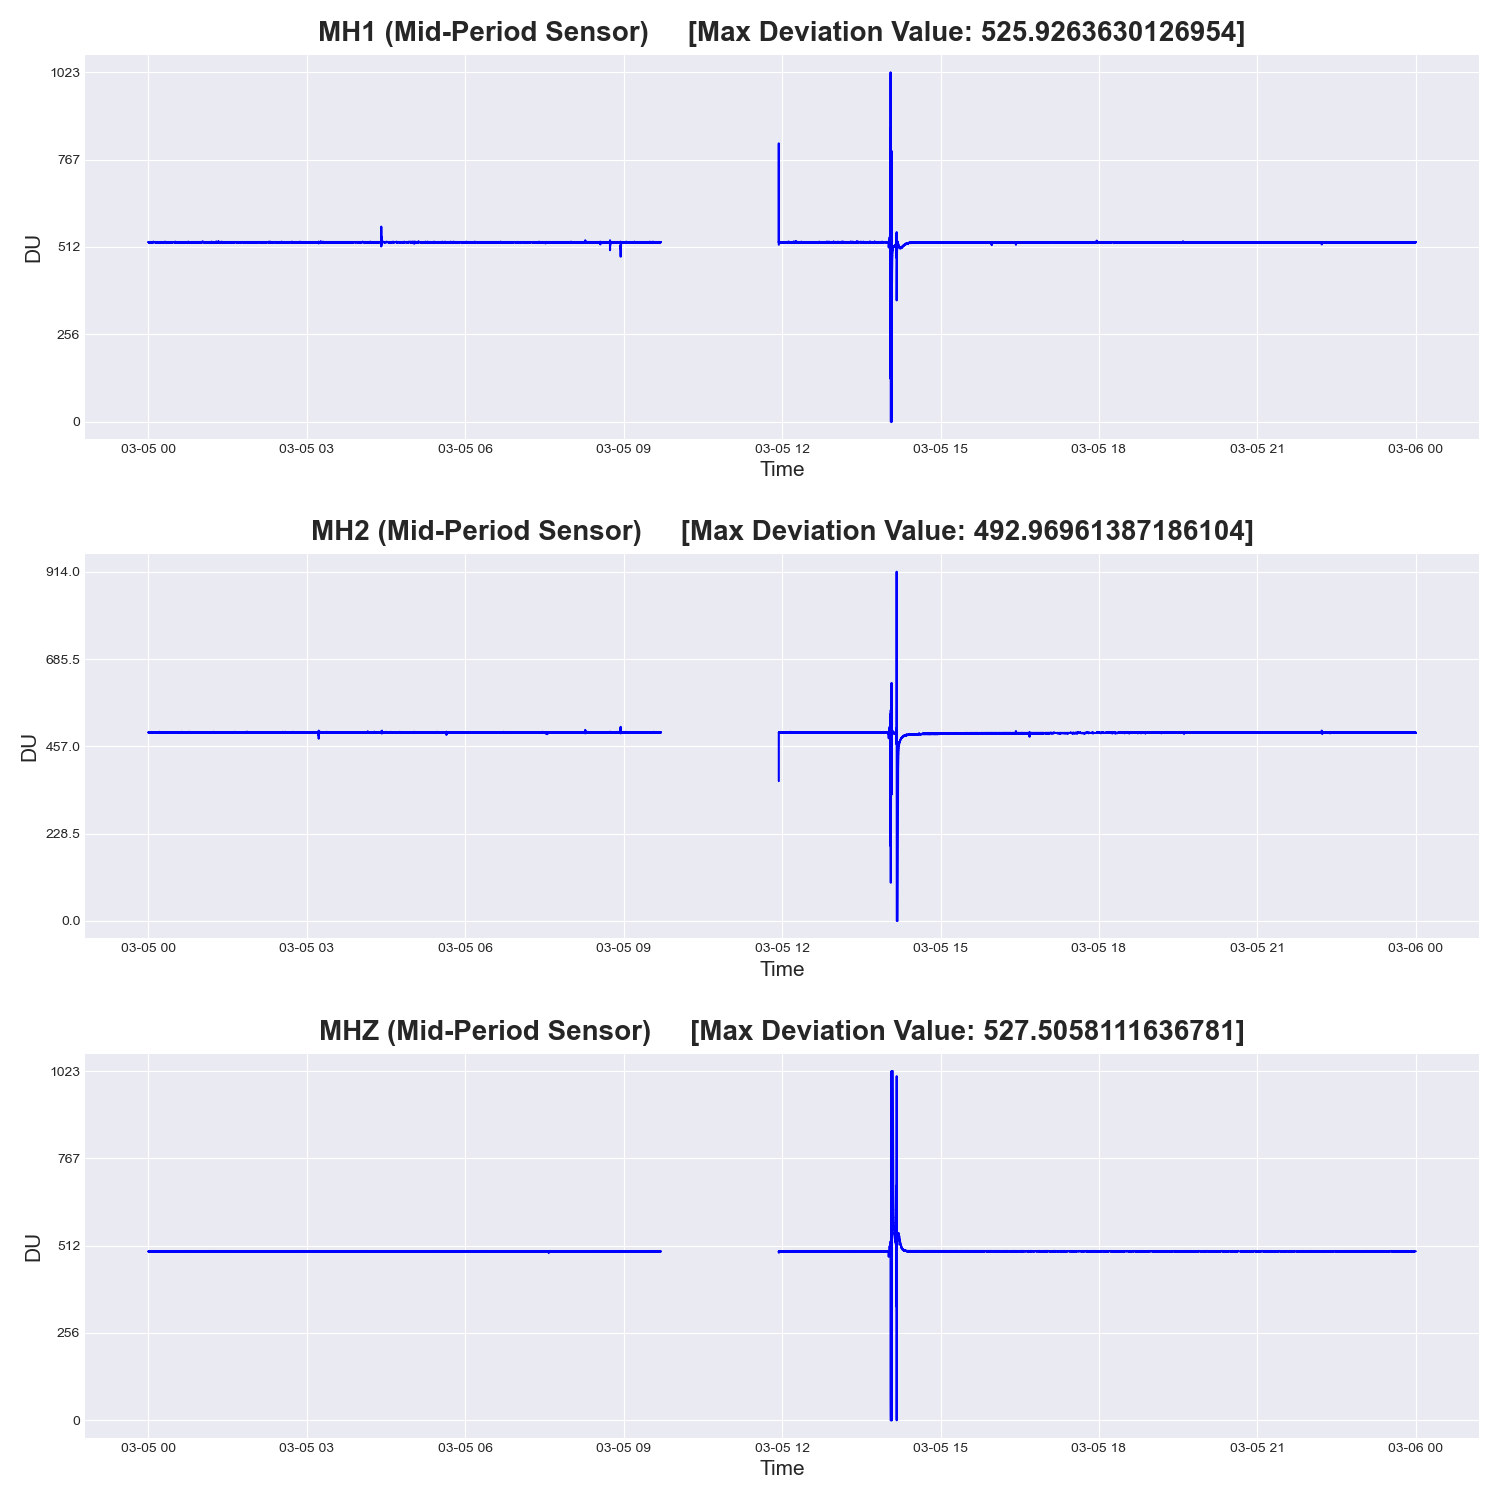 MH1 (Mid-Period Sensor) [Max Deviation Value: 525.9263630126954]
1023
767
512
256
0
DU
03-05 00 03-05 03 03-05 06 03-05 09 03-05 12 03-05 15 03-05 18 03-05 21 03-06 00
Time
MH2 (Mid-Period Sensor) [Max Deviation Value: 492.96961387186104]
914.0
685.5
457.0
228.5
0.0
DU
03-05 00 03-05 03 03-05 06 03-05 09 03-05 12 03-05 15 03-05 18 03-05 21 03-06 00
Time
MHZ (Mid-Period Sensor) [Max Deviation Value: 527.5058111636781]
1023
767
512
256
0
DU
03-05 00 03-05 03 03-05 06 03-05 09 03-05 12 03-05 15 03-05 18 03-05 21 03-06 00
Time